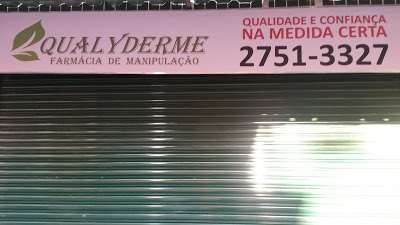 QUALYDERME
FARMÁCIA DE MANIPULAÇÃO
QUALIDADE E CONFIANÇA
NA MEDIDA CERTA
2751-3327